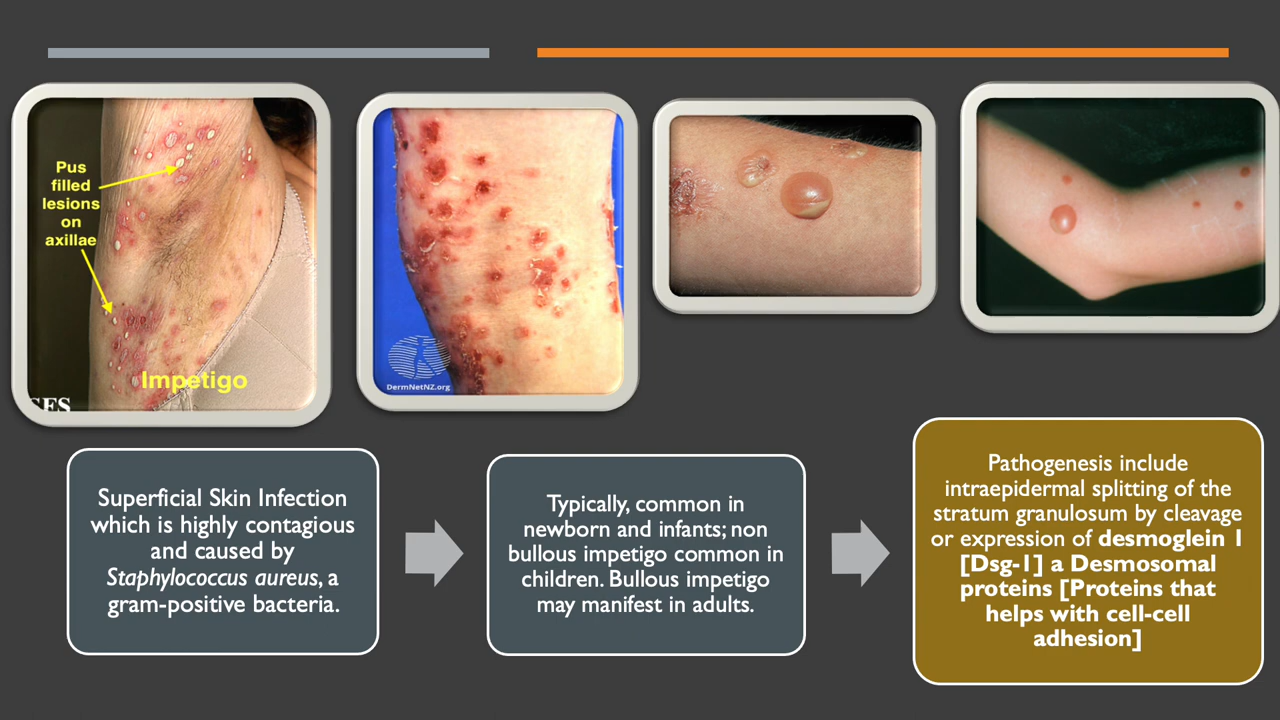 Pus
filled
lesions
on
axillae
Impetigo
SES
DermNetNZ.org
Superficial Skin Infection
which is highly contagious
and caused by
Staphylococcus aureus, a
gram-positive bacteria.
Typically, common in
newborn and infants; non
bullous impetigo common in
children. Bullous impetigo
may manifest in adults.
Pathogenesis include
intraepidermal splitting of the
stratum granulosum by cleavage
or expression of desmoglein 1
[Dsg-1] a Desmosomal
proteins [Proteins that
helps with cell-cell
adhesion]